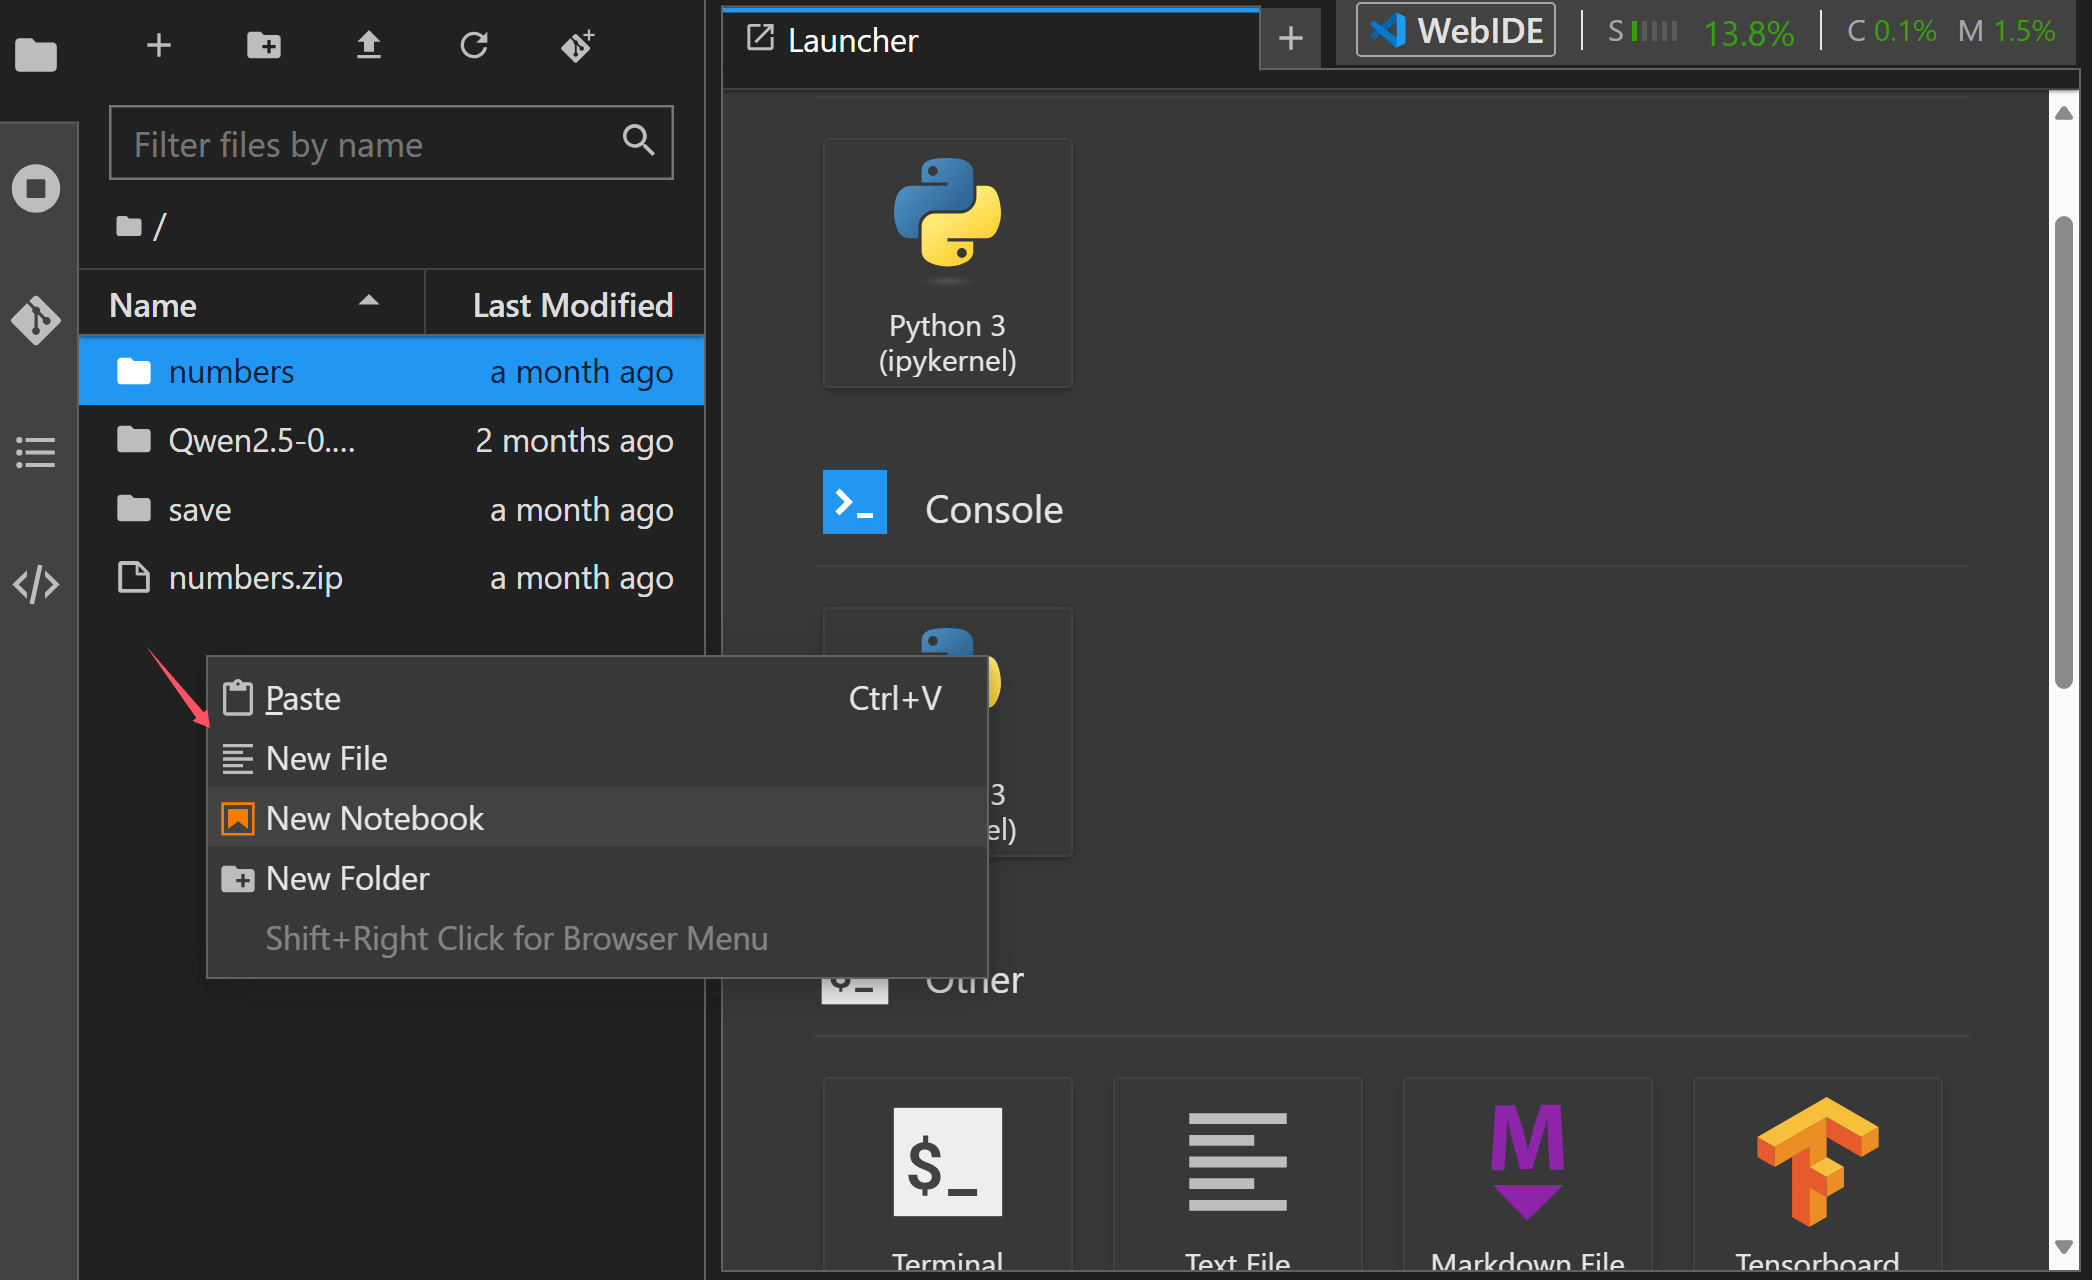 Launcher
WebIDE
S
13.8%
C 0.1% M 1.5%
Filter files by name
/
Name
Last Modified
numbers
a month ago
Qwen2.5-0....
2 months ago
save
a month ago
numbers.zip
a month ago
Python 3
(ipykernel)
Console
3
el)
Paste
Ctrl+V
New File
New Notebook
New Folder
Shift+Right Click for Browser Menu
$_
Other
$_
Terminal
Text File
M
Markdown File
Tensorboard